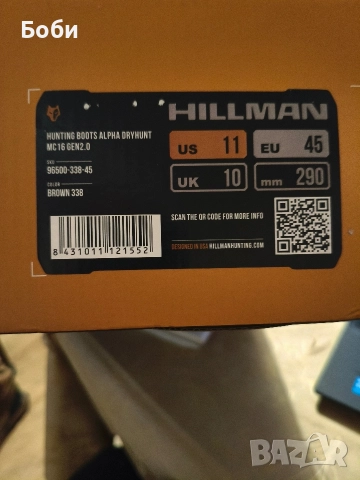 Боби
HILLMAN
HUNTING BOOTS ALPHA DRYHUNT
MC16 GEN2.0
SKU
96500-338-45
COLOR
BROWN 338
US 11
EU 45
UK 10
mm 290
SCAN THE QR CODE FOR MORE INFO
DESIGNED IN USA HILLMANHUNTING.COM
8 431011 121552
BAZAR